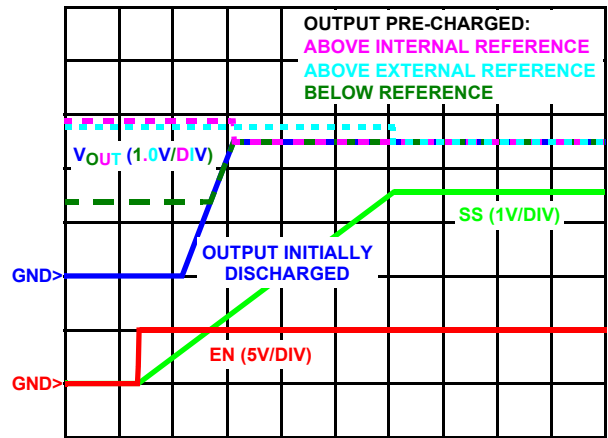 OUTPUT PRE-CHARGED:
ABOVE INTERNAL REFERENCE
ABOVE EXTERNAL REFERENCE
BELOW REFERENCE
VOUT (1.0V/DIV)
SS (1V/DIV)
OUTPUT INITIALLY
DISCHARGED
GND>
EN (5V/DIV)
GND>